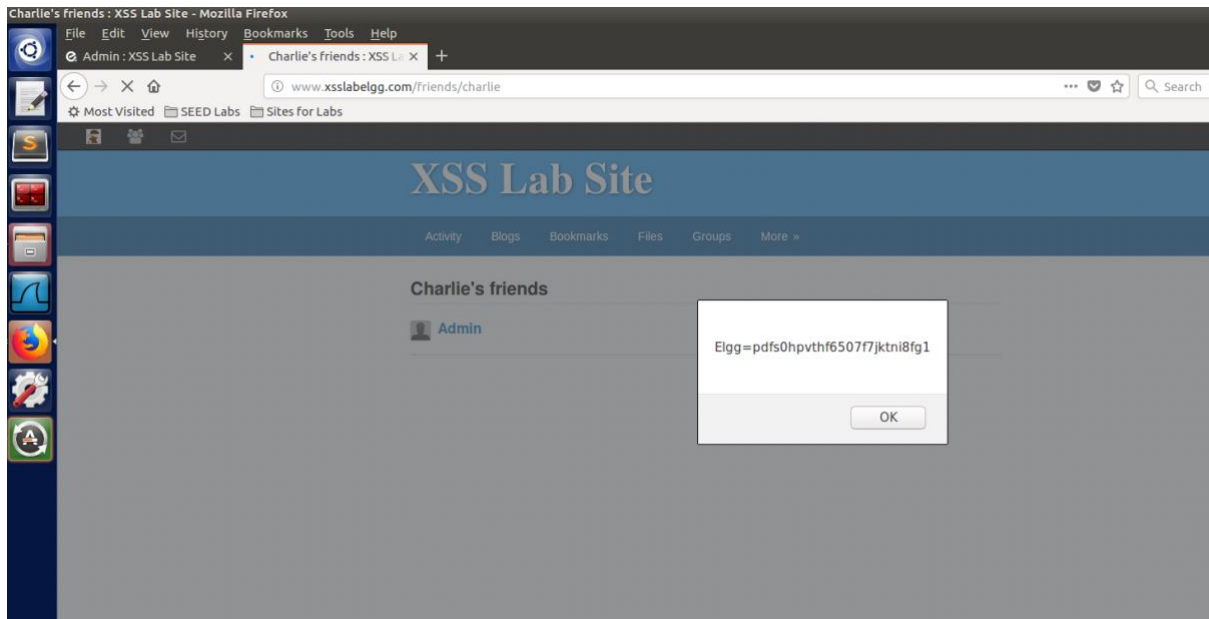 Charlie's friends : XSS Lab Site - Mozilla Firefox
File Edit View History Bookmarks Tools Help
Admin : XSS Lab Site
Charlie's friends : XSS La
www.xsslabelgg.com/friends/charlie
Search
Most Visited SEED Labs Sites for Labs
XSS Lab Site
Activity Blogs Bookmarks Files Groups More »
Charlie's friends
Admin
Elgg=pdfs0hpvthf6507f7jktni8fg1
OK